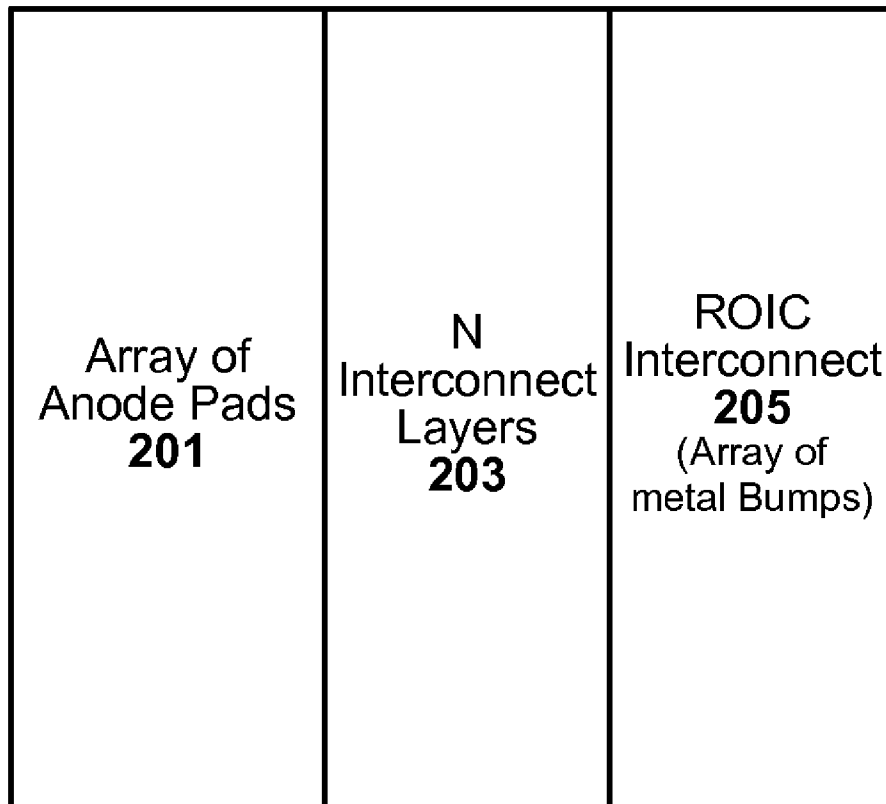 Array of
Anode Pads
201
N
Interconnect
Layers
203
ROIC
Interconnect
205
(Array of
metal Bumps)